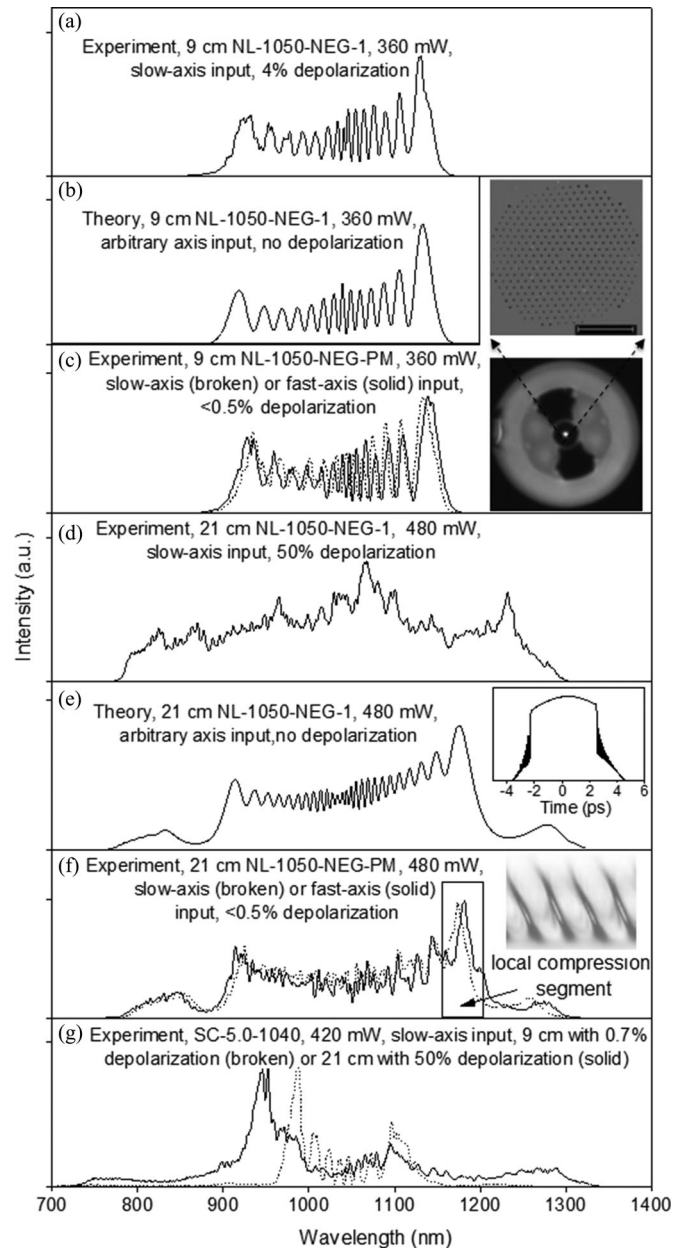 (a)
Experiment, 9 cm NL-1050-NEG-1, 360 mW,
slow-axis input, 4% depolarization
(b)
Theory, 9 cm NL-1050-NEG-1, 360 mW,
arbitrary axis input, no depolarization
(c)
Experiment, 9 cm NL-1050-NEG-PM, 360 mW,
slow-axis (broken) or fast-axis (solid) input,
<0.5% depolarization
(d)
Experiment, 21 cm NL-1050-NEG-1, 480 mW,
slow-axis input, 50% depolarization
Intensity (a.u.)
(e)
Theory, 21 cm NL-1050-NEG-1, 480 mW,
arbitrary axis input,no depolarization
-4 -2 0 2 4 6
Time (ps)
(f)
Experiment, 21 cm NL-1050-NEG-PM, 480 mW,
slow-axis (broken) or fast-axis (solid)
input, <0.5% depolarization
local compression
segment
(g)
Experiment, SC-5.0-1040, 420 mW, slow-axis input, 9 cm with 0.7%
depolarization (broken) or 21 cm with 50% depolarization (solid)
700 800 900 1000 1100 1200 1300 1400
Wavelength (nm)